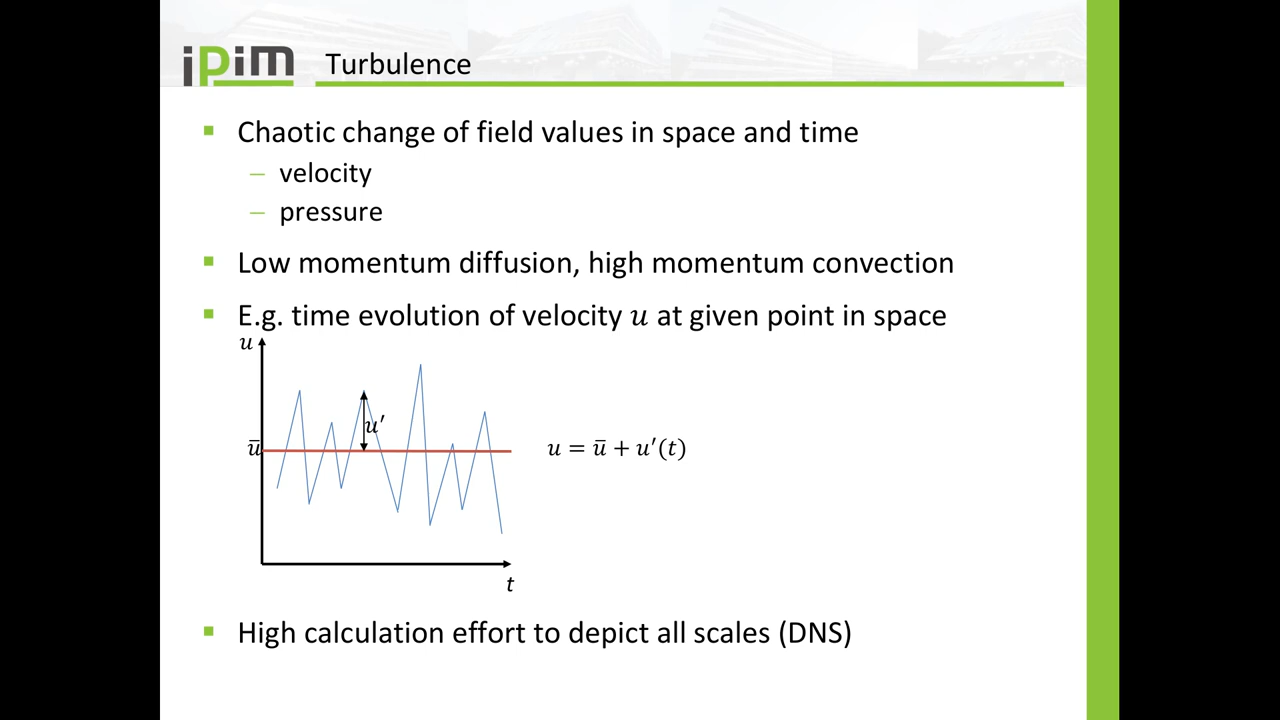 ipim
Turbulence
▪ Chaotic change of field values in space and time
– velocity
– pressure
▪ Low momentum diffusion, high momentum convection
▪ E.g. time evolution of velocity 𝑢 at given point in space
𝑢
𝑢′
𝑢̅
𝑢 = 𝑢̅ + 𝑢′(𝑡)
𝑡
▪ High calculation effort to depict all scales (DNS)